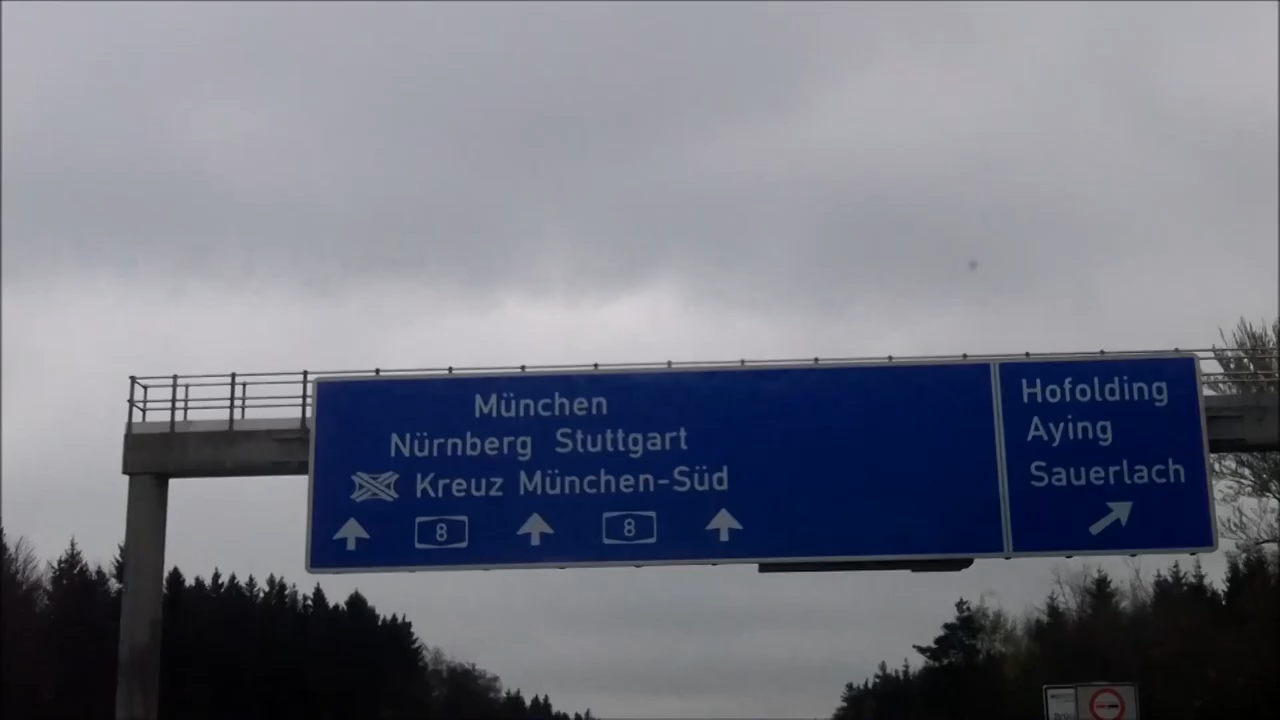 München
Nürnberg Stuttgart
Kreuz München-Süd
8 8
Hofolding
Aying
Sauerlach